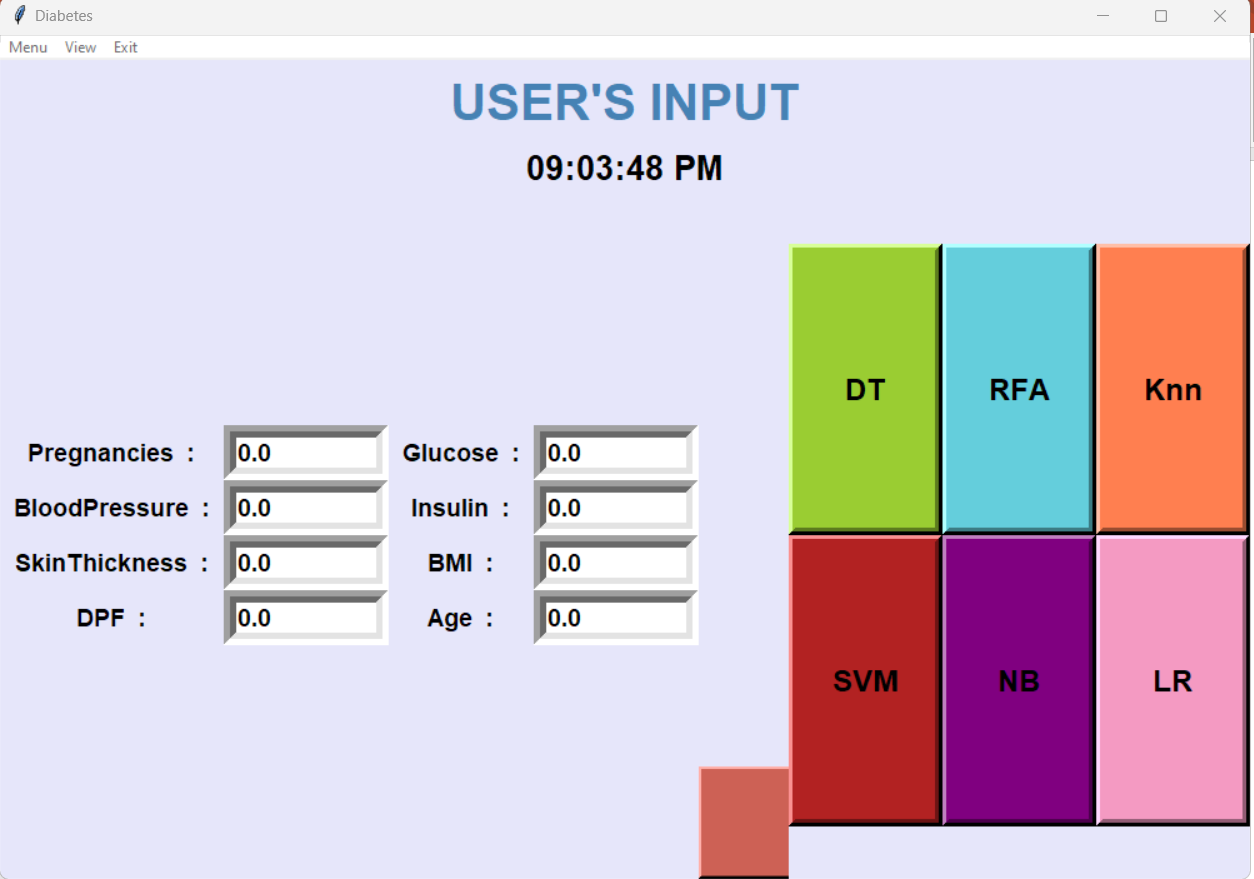 Diabetes
Menu View Exit
USER'S INPUT
09:03:48 PM
DT RFA Knn
Pregnancies : 0.0 Glucose : 0.0
BloodPressure : 0.0 Insulin : 0.0
SkinThickness : 0.0 BMI : 0.0
DPF : 0.0 Age : 0.0
SVM NB LR